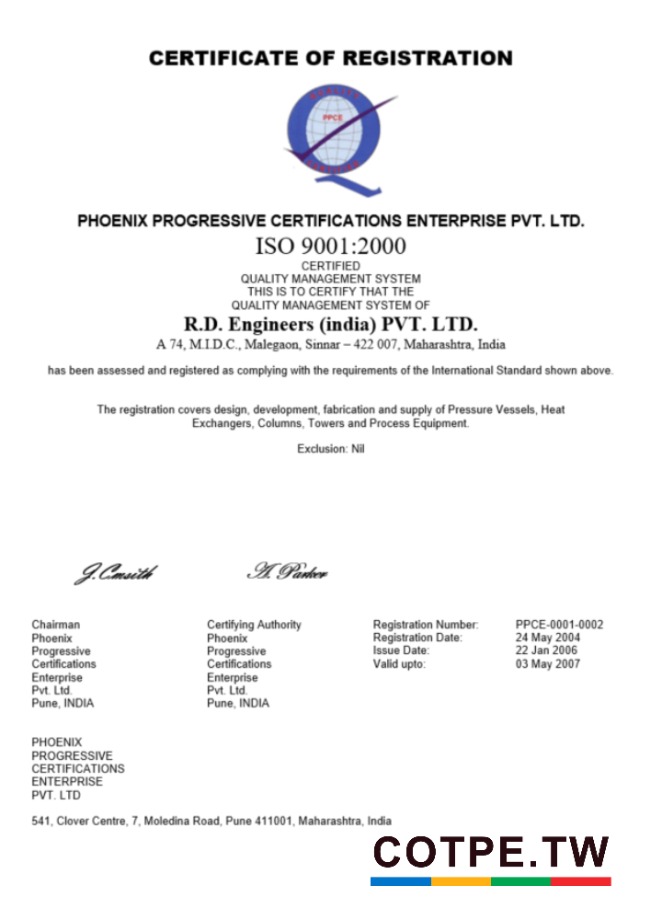 CERTIFICATE OF REGISTRATION
PPCE
PHOENIX PROGRESSIVE CERTIFICATIONS ENTERPRISE PVT. LTD.
ISO 9001:2000
CERTIFIED
QUALITY MANAGEMENT SYSTEM
THIS IS TO CERTIFY THAT THE
QUALITY MANAGEMENT SYSTEM OF
R.D. Engineers (india) PVT. LTD.
A 74, M.I.D.C., Malegaon, Sinnar – 422 007, Maharashtra, India
has been assessed and registered as complying with the requirements of the International Standard shown above.
The registration covers design, development, fabrication and supply of Pressure Vessels, Heat
Exchangers, Columns, Towers and Process Equipment.
Exclusion: Nil
J. Cmsith
A. Parker
Chairman
Phoenix
Progressive
Certifications
Enterprise
Pvt. Ltd.
Pune, INDIA
Certifying Authority
Phoenix
Progressive
Certifications
Enterprise
Pvt. Ltd.
Pune, INDIA
Registration Number: PPCE-0001-0002
Registration Date: 24 May 2004
Issue Date: 22 Jan 2006
Valid upto: 03 May 2007
PHOENIX
PROGRESSIVE
CERTIFICATIONS
ENTERPRISE
PVT. LTD
541, Clover Centre, 7, Moledina Road, Pune 411001, Maharashtra, India
COTPE.TW